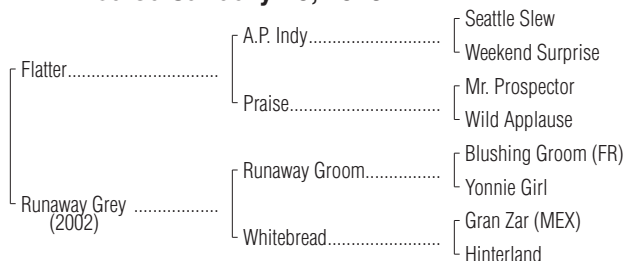 Seattle Slew
A.P. Indy
Weekend Surprise
Flatter
Mr. Prospector
Praise
Wild Applause
Blushing Groom (FR)
Runaway Groom
Yonnie Girl
Runaway Grey
(2002)
Gran Zar (MEX)
Whitebread
Hinterland